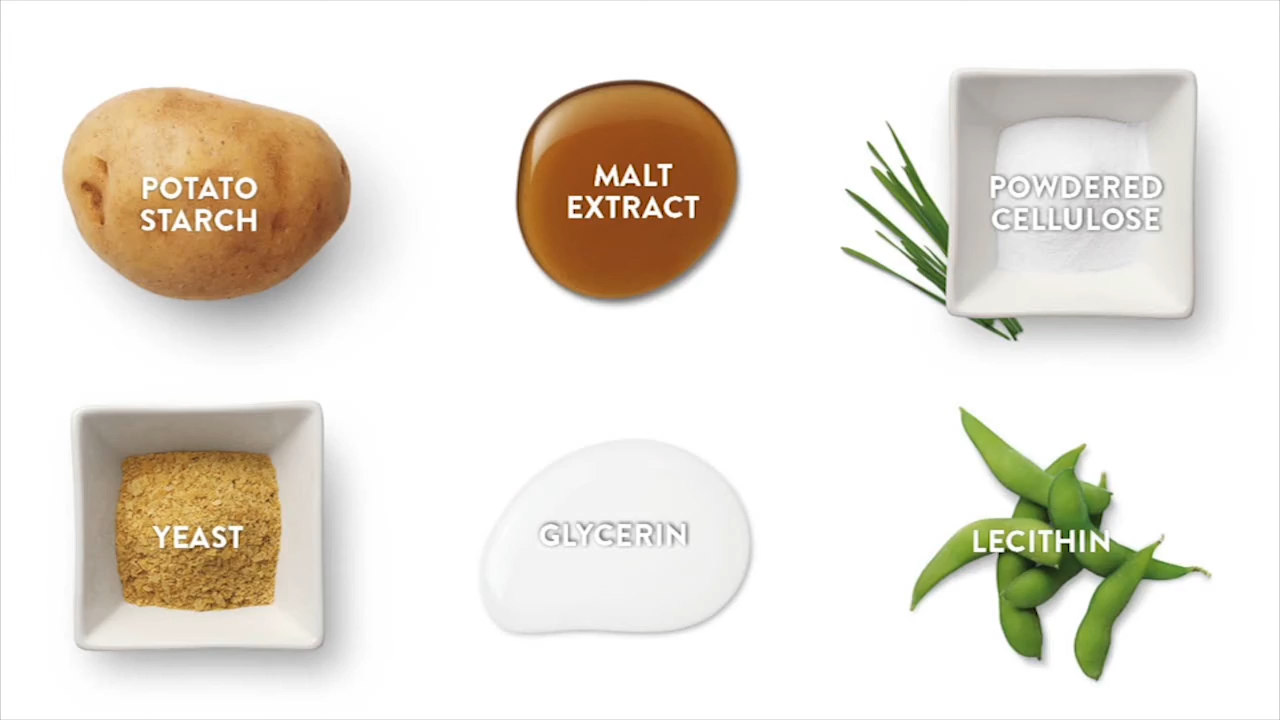 POTATO
STARCH
MALT
EXTRACT
POWDERED
CELLULOSE
YEAST
GLYCERIN
LECITHIN